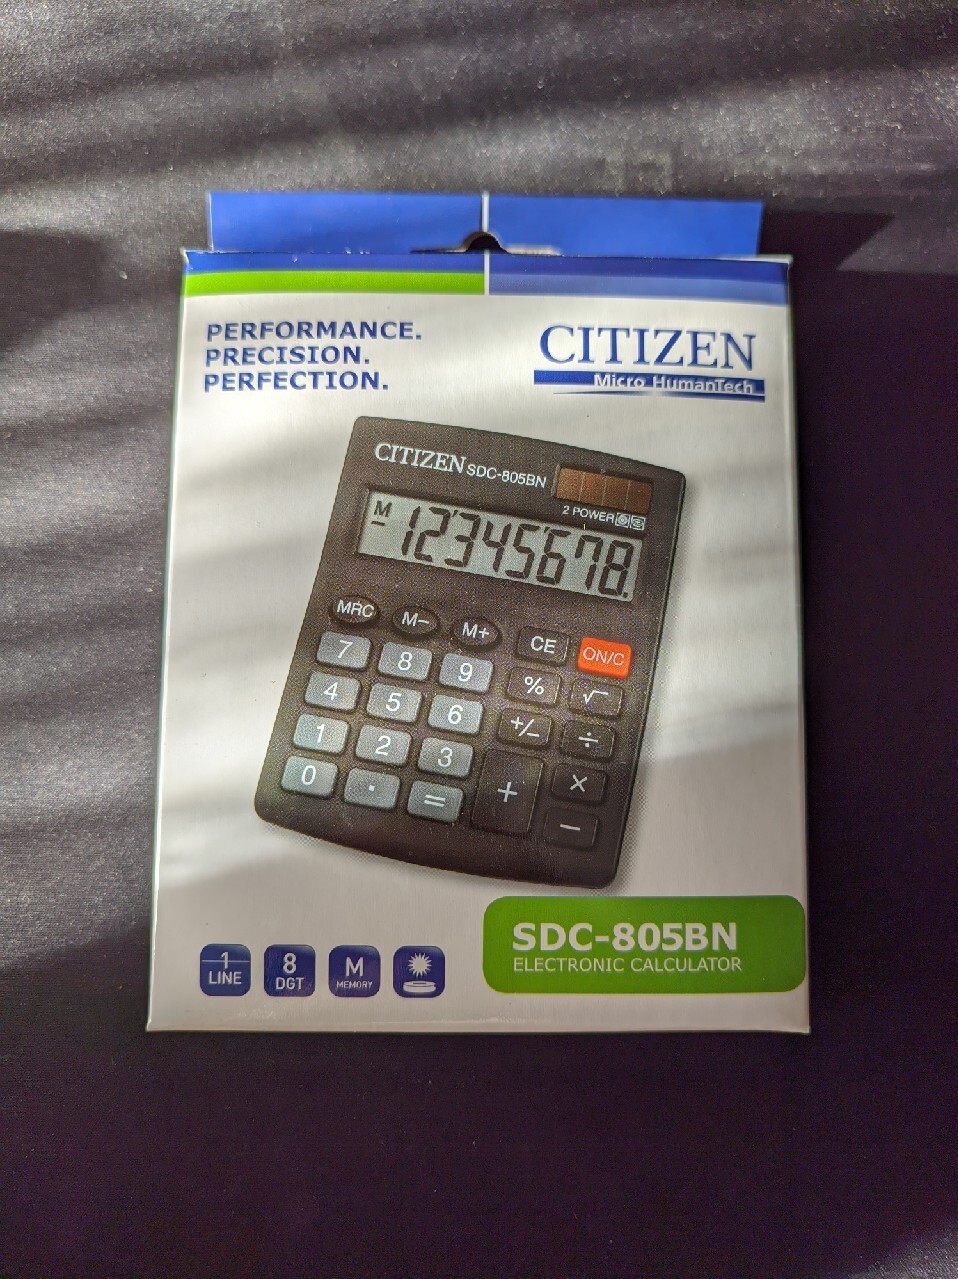 PERFORMANCE.
PRECISION.
PERFECTION.
CITIZEN
Micro HumanTech
CITIZEN SDC-805BN
2 POWER
M
12345678.
MRC M− M+ CE ON/C
7 8 9 % √
4 5 6 +/− ÷
1 2 3 + ×
0 . = −
1
LINE
8
DGT
M
MEMORY
SDC-805BN
ELECTRONIC CALCULATOR